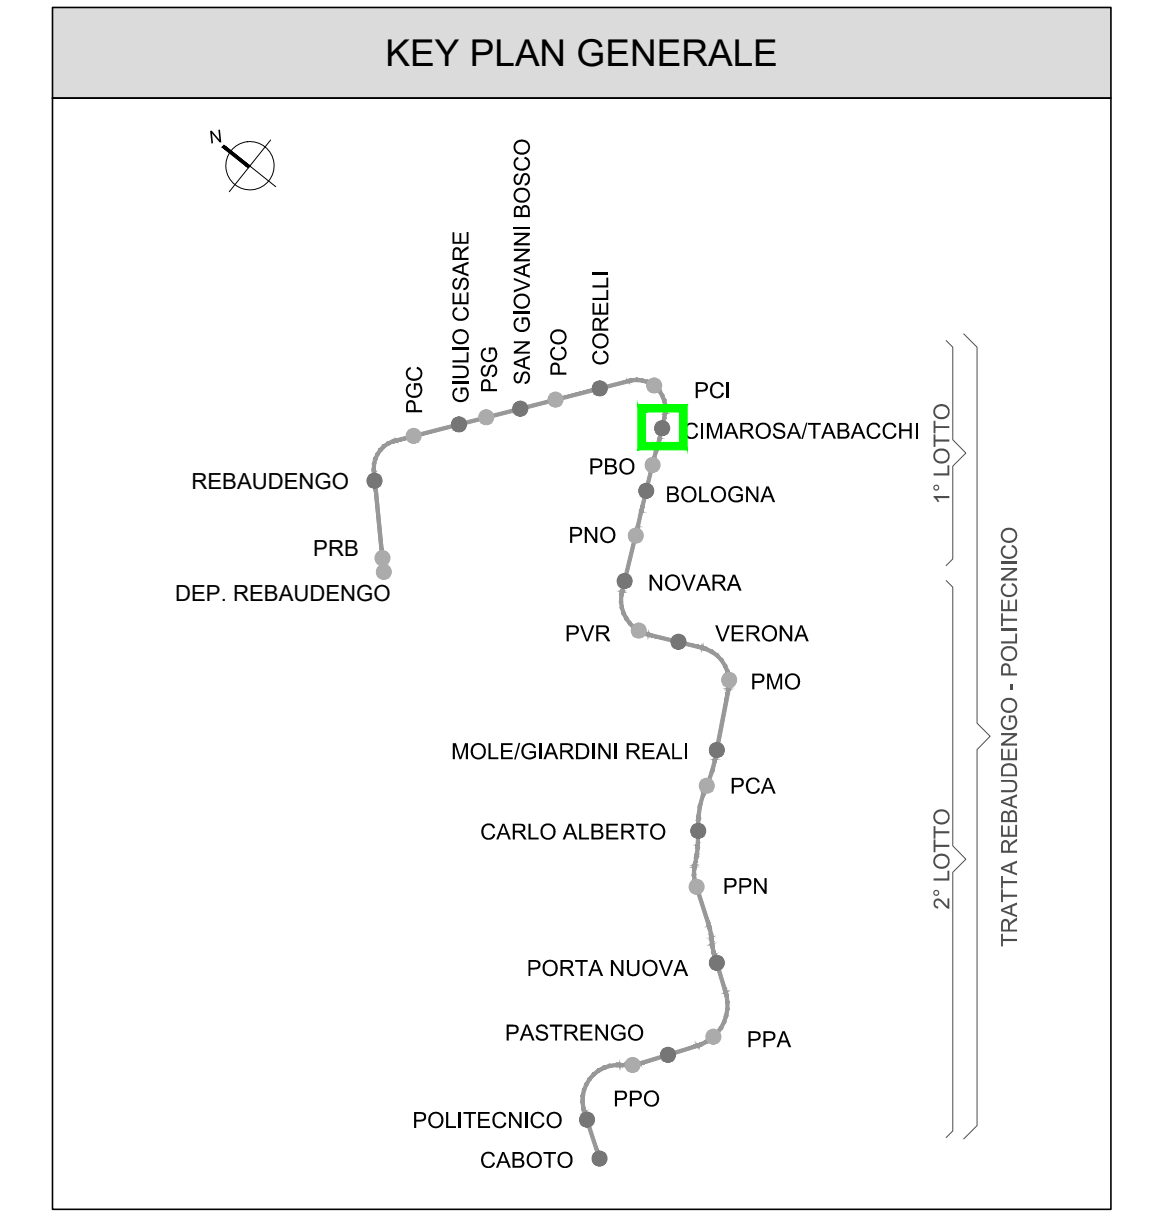 KEY PLAN GENERALE
N
PGC
GIULIO CESARE
PSG
SAN GIOVANNI BOSCO
PCO
CORELLI
PCI
CIMAROSA/TABACCHI
REBAUDENGO
PBO
BOLOGNA
PNO
PRB
DEP. REBAUDENGO
NOVARA
PVR
VERONA
PMO
MOLE/GIARDINI REALI
PCA
CARLO ALBERTO
PPN
PORTA NUOVA
PASTRENGO
PPA
PPO
POLITECNICO
CABOTO
1° LOTTO
2° LOTTO
TRATTA REBAUDENGO - POLITECNICO